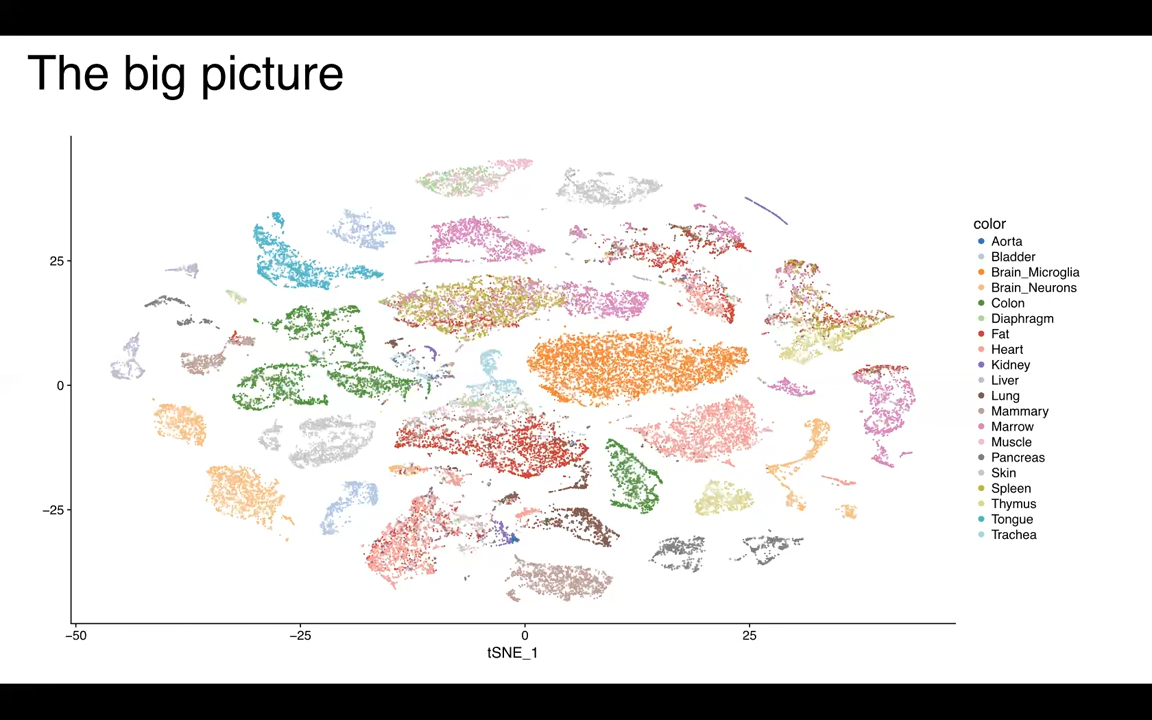 The big picture
25
0
−25
−50
−25
0
25
tSNE_1
color
Aorta
Bladder
Brain_Microglia
Brain_Neurons
Colon
Diaphragm
Fat
Heart
Kidney
Liver
Lung
Mammary
Marrow
Muscle
Pancreas
Skin
Spleen
Thymus
Tongue
Trachea